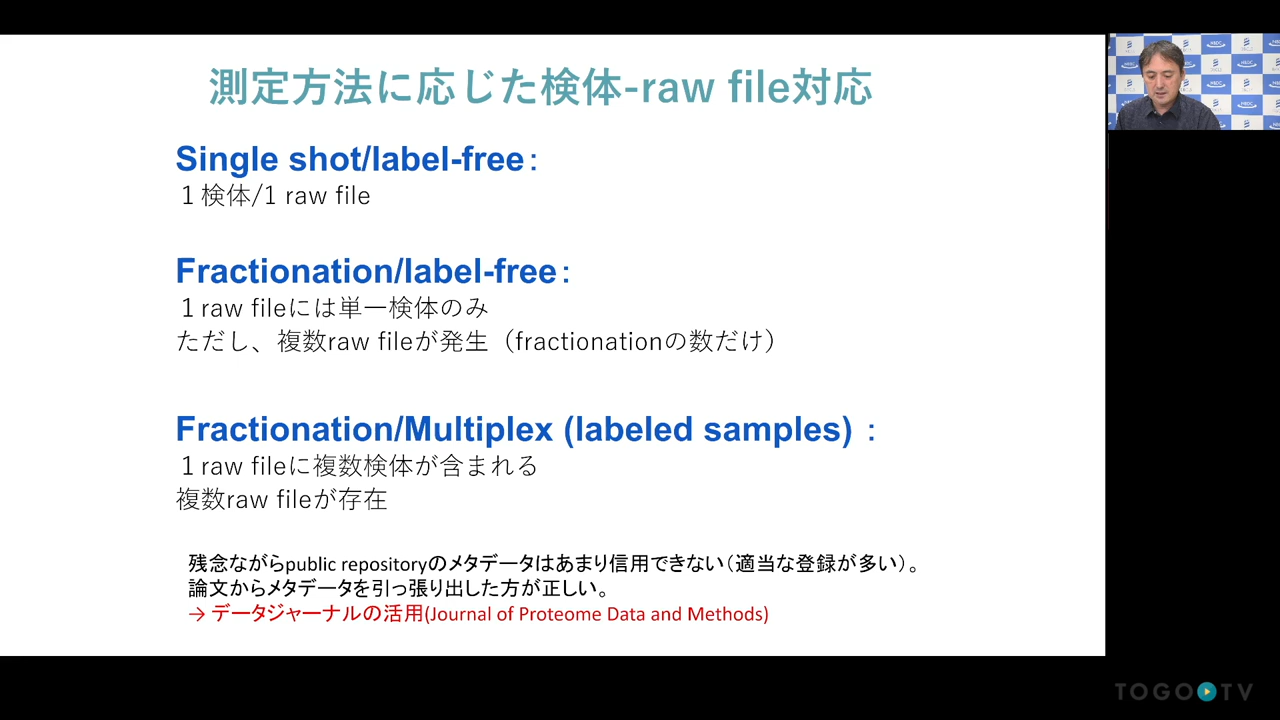 測定方法に応じた検体-raw file対応
Single shot/label-free：
１検体/1 raw file
Fractionation/label-free：
１raw fileには単一検体のみ
ただし、複数raw fileが発生（fractionationの数だけ）
Fractionation/Multiplex (labeled samples) ：
１raw fileに複数検体が含まれる
複数raw fileが存在
残念ながらpublic repositoryのメタデータはあまり信用できない（適当な登録が多い）。
論文からメタデータを引っ張り出した方が正しい。
→ データジャーナルの活用(Journal of Proteome Data and Methods)
TOGO TV